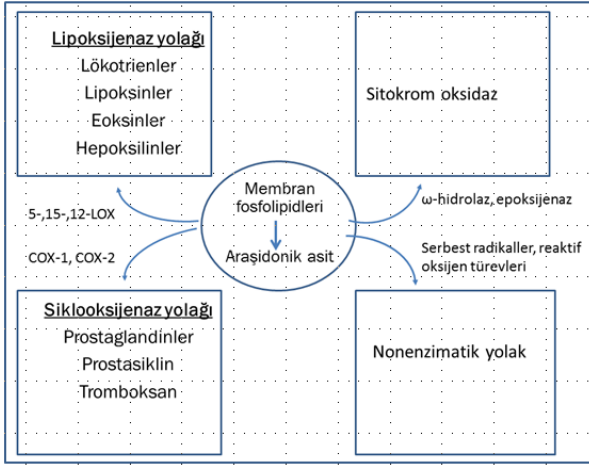 Lipoksijenaz yolağı
Lökotrienler
Lipoksinler
Eoksinler
Hepoksilinler
Sitokrom oksidaz
Membran
fosfolipidleri
Araşidonik asit
5-,15-,12-LOX
COX-1, COX-2
ω-hidrolaz, epoksijenaz
Serbest radikaller, reaktif
oksijen türevleri
Siklooksijenaz yolağı
Prostaglandinler
Prostasiklin
Tromboksan
Nonenzimatik yolak